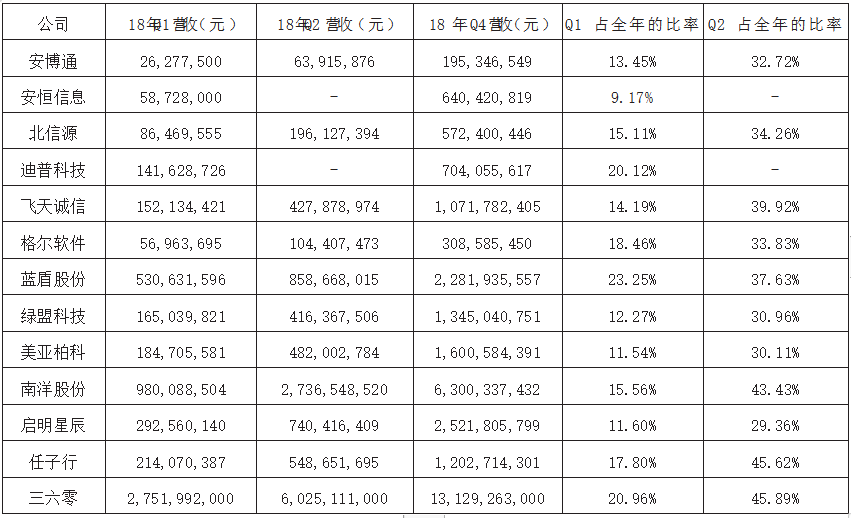 公司 18年Q1营收(元) 18年Q2营收(元) 18年Q4营收(元) Q1 占全年的比率 Q2 占全年的比率
安博通 26,277,500 63,915,876 195,346,549 13.45% 32.72%
安恒信息 58,728,000 - 640,420,819 9.17% -
北信源 86,469,555 196,127,394 572,400,446 15.11% 34.26%
迪普科技 141,628,726 - 704,055,617 20.12% -
飞天诚信 152,134,421 427,878,974 1,071,782,405 14.19% 39.92%
格尔软件 56,963,695 104,407,473 308,585,450 18.46% 33.83%
蓝盾股份 530,631,596 858,668,015 2,281,935,557 23.25% 37.63%
绿盟科技 165,039,821 416,367,506 1,345,040,751 12.27% 30.96%
美亚柏科 184,705,581 482,002,784 1,600,584,391 11.54% 30.11%
南洋股份 980,088,504 2,736,548,520 6,300,337,432 15.56% 43.43%
启明星辰 292,560,140 740,416,409 2,521,805,799 11.60% 29.36%
任子行 214,070,387 548,651,695 1,202,714,301 17.80% 45.62%
三六零 2,751,992,000 6,025,111,000 13,129,263,000 20.96% 45.89%